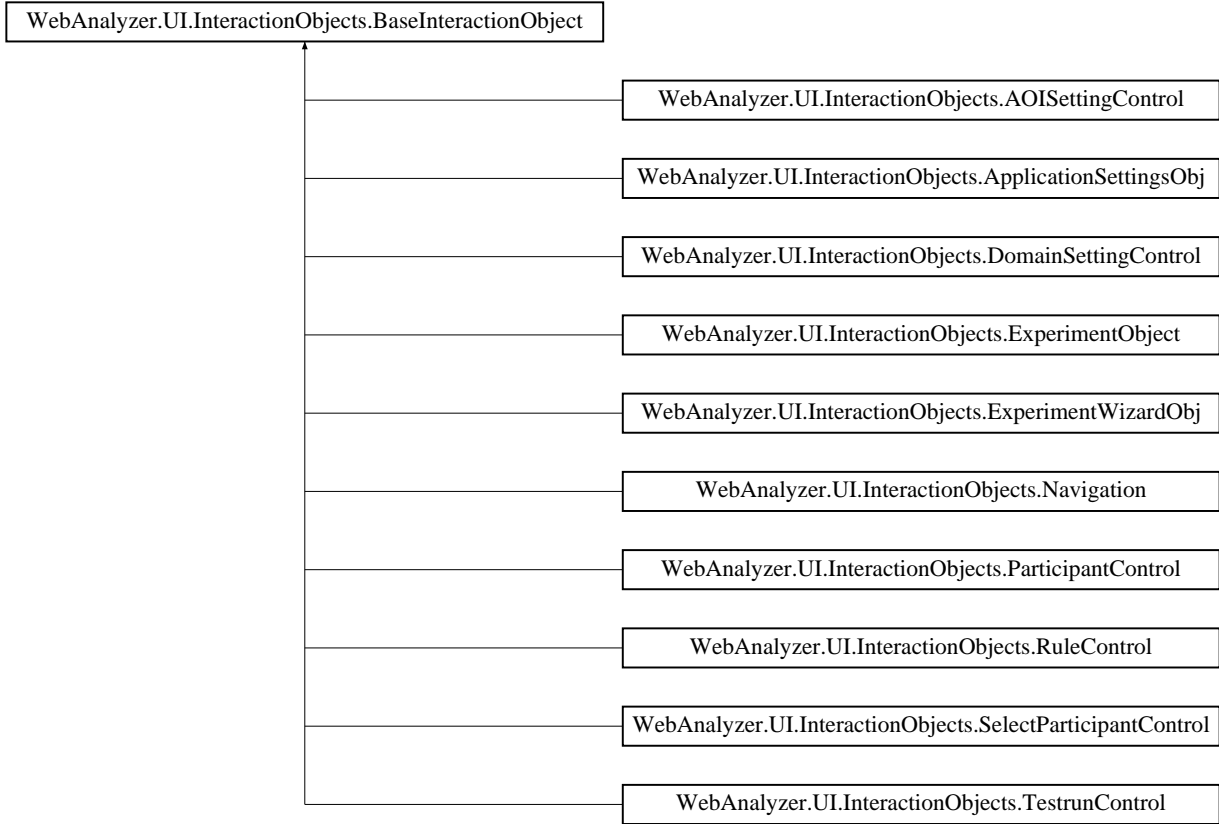 WebAnalyzer.UI.InteractionObjects.BaseInteractionObject
WebAnalyzer.UI.InteractionObjects.AOISettingControl
WebAnalyzer.UI.InteractionObjects.ApplicationSettingsObj
WebAnalyzer.UI.InteractionObjects.DomainSettingControl
WebAnalyzer.UI.InteractionObjects.ExperimentObject
WebAnalyzer.UI.InteractionObjects.ExperimentWizardObj
WebAnalyzer.UI.InteractionObjects.Navigation
WebAnalyzer.UI.InteractionObjects.ParticipantControl
WebAnalyzer.UI.InteractionObjects.RuleControl
WebAnalyzer.UI.InteractionObjects.SelectParticipantControl
WebAnalyzer.UI.InteractionObjects.TestrunControl